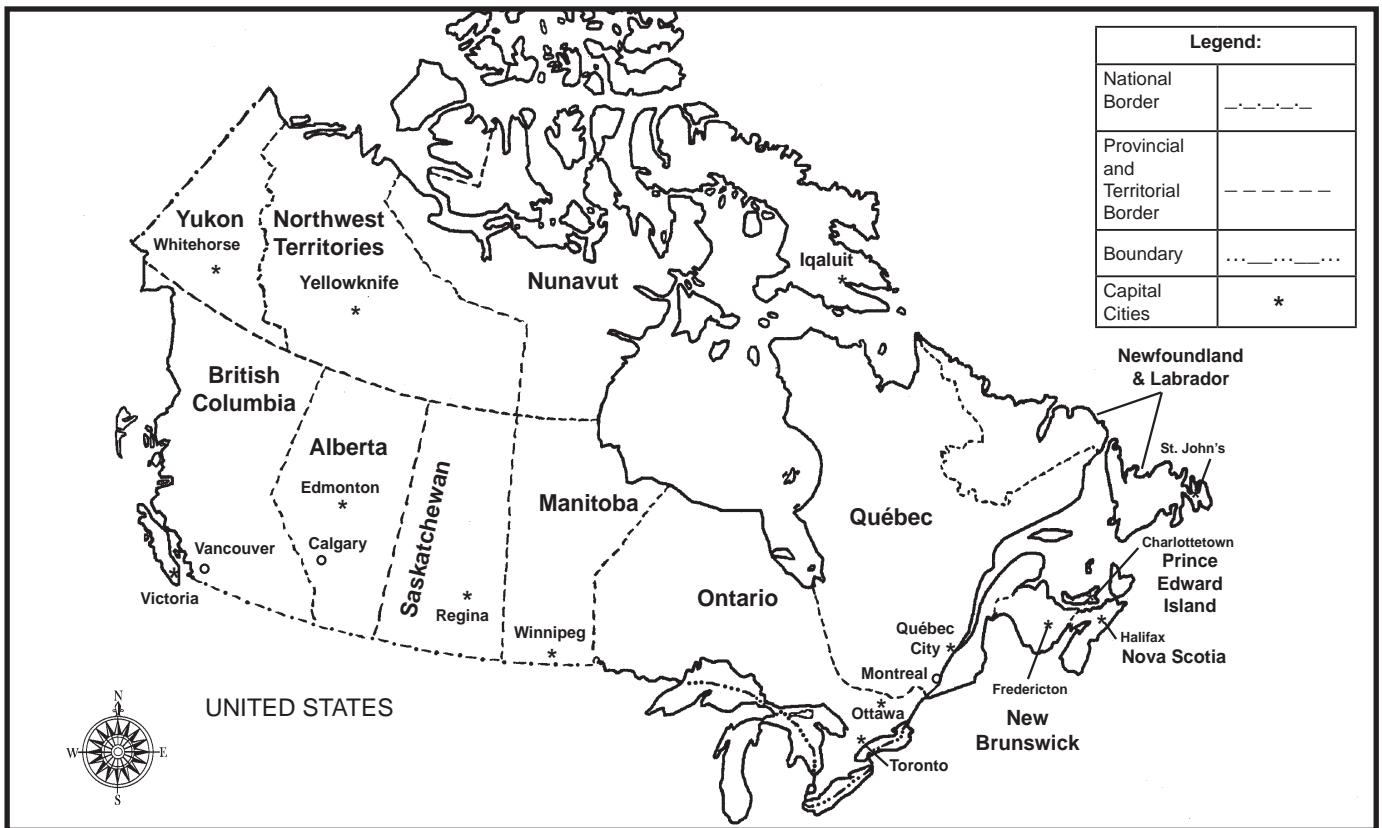 Legend:
National
Border
_._._._._
Provincial
and
Territorial
Border
_ _ _ _ _ _
Boundary
...__...__...
Capital
Cities
*
Yukon
Whitehorse
Northwest
Territories
Yellowknife
Nunavut
Iqaluit
Newfoundland
& Labrador
St. John's
British
Columbia
Alberta
Edmonton
Calgary
Vancouver
Victoria
Saskatchewan
Regina
Manitoba
Winnipeg
Ontario
Québec
Québec
City
Montreal
Ottawa
Toronto
Charlottetown
Prince
Edward
Island
Halifax
Nova Scotia
Fredericton
New
Brunswick
UNITED STATES
N
W
E
S